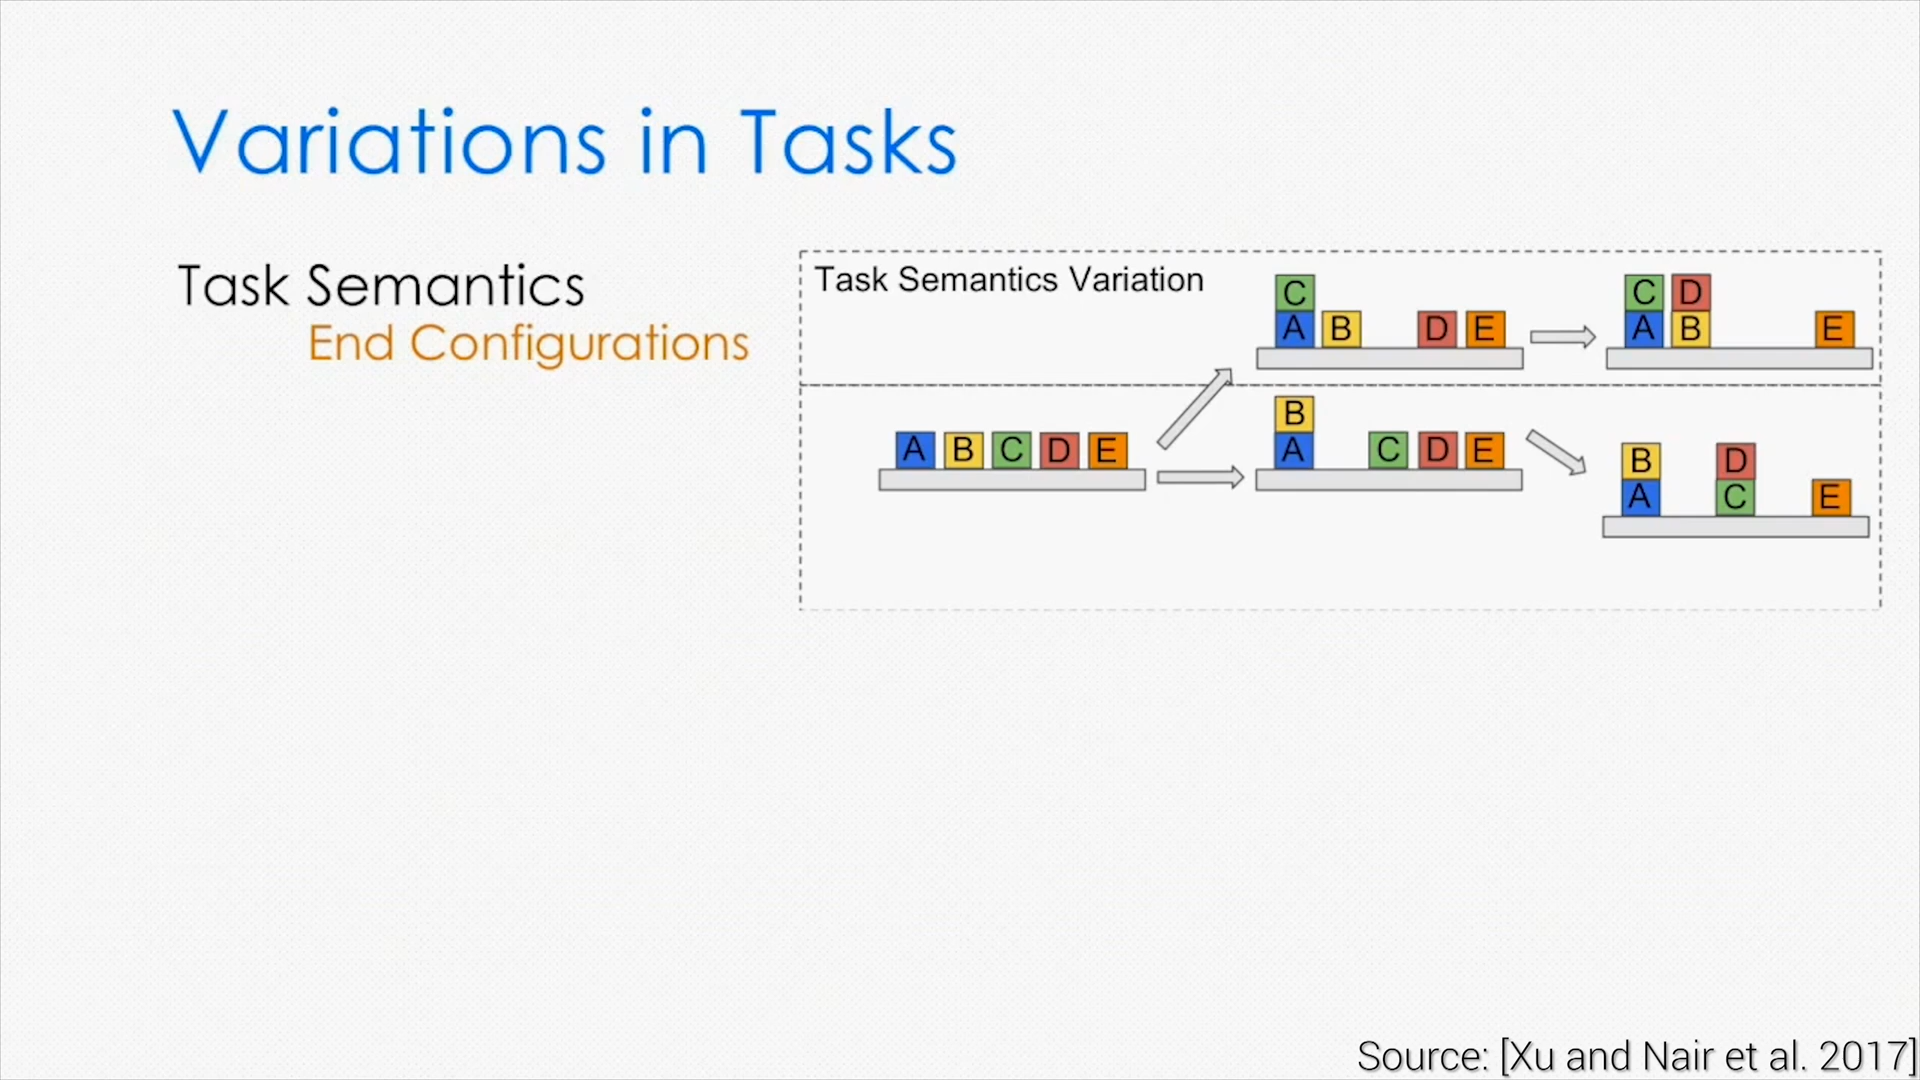 Variations in Tasks
Task Semantics
End Configurations
Task Semantics Variation
C
A B D E
C D
A B E
A B C D E
B
A C D E
B D
A C E
Source: [Xu and Nair et al. 2017]